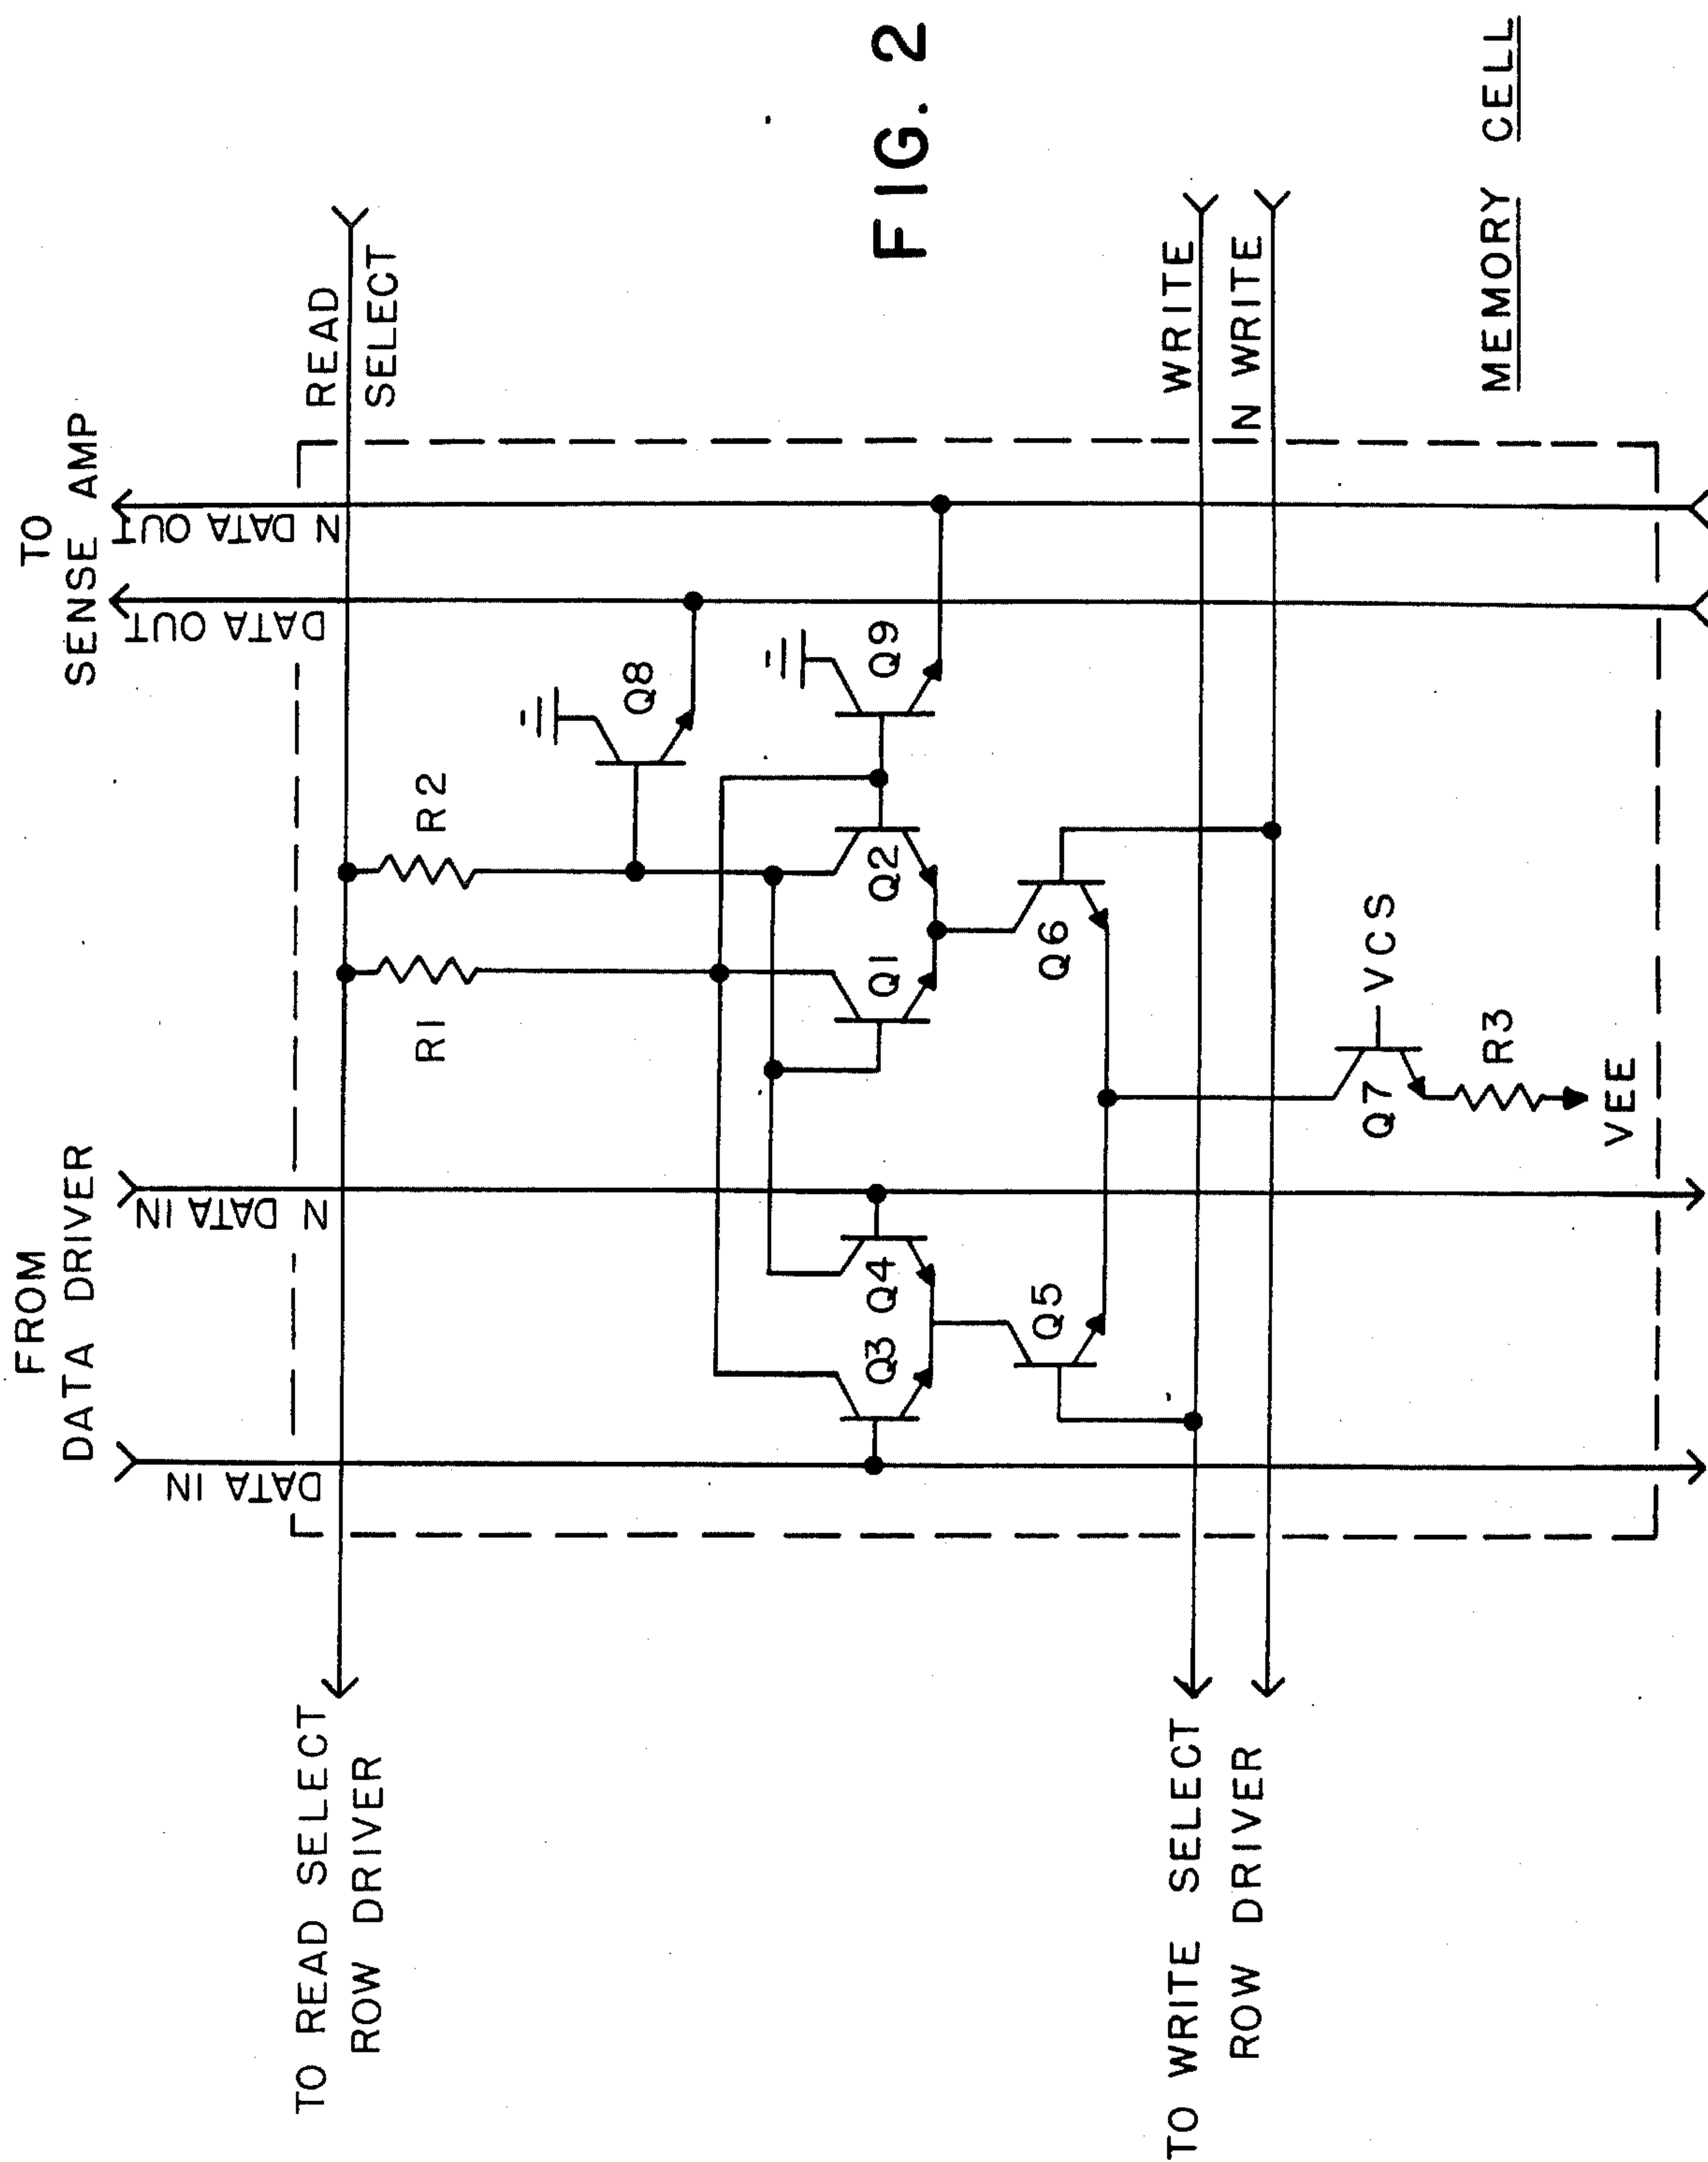 FROM
DATA DRIVER
TO
SENSE AMP
DATA IN
N DATA IN
DATA OUT
N DATA OUT
TO READ SELECT
ROW DRIVER
READ
SELECT
R1
R2
Q8
Q3
Q4
Q1
Q2
Q9
FIG. 2
Q5
Q6
TO WRITE SELECT
ROW DRIVER
WRITE
N WRITE
Q7
VCS
R3
VEE
MEMORY CELL